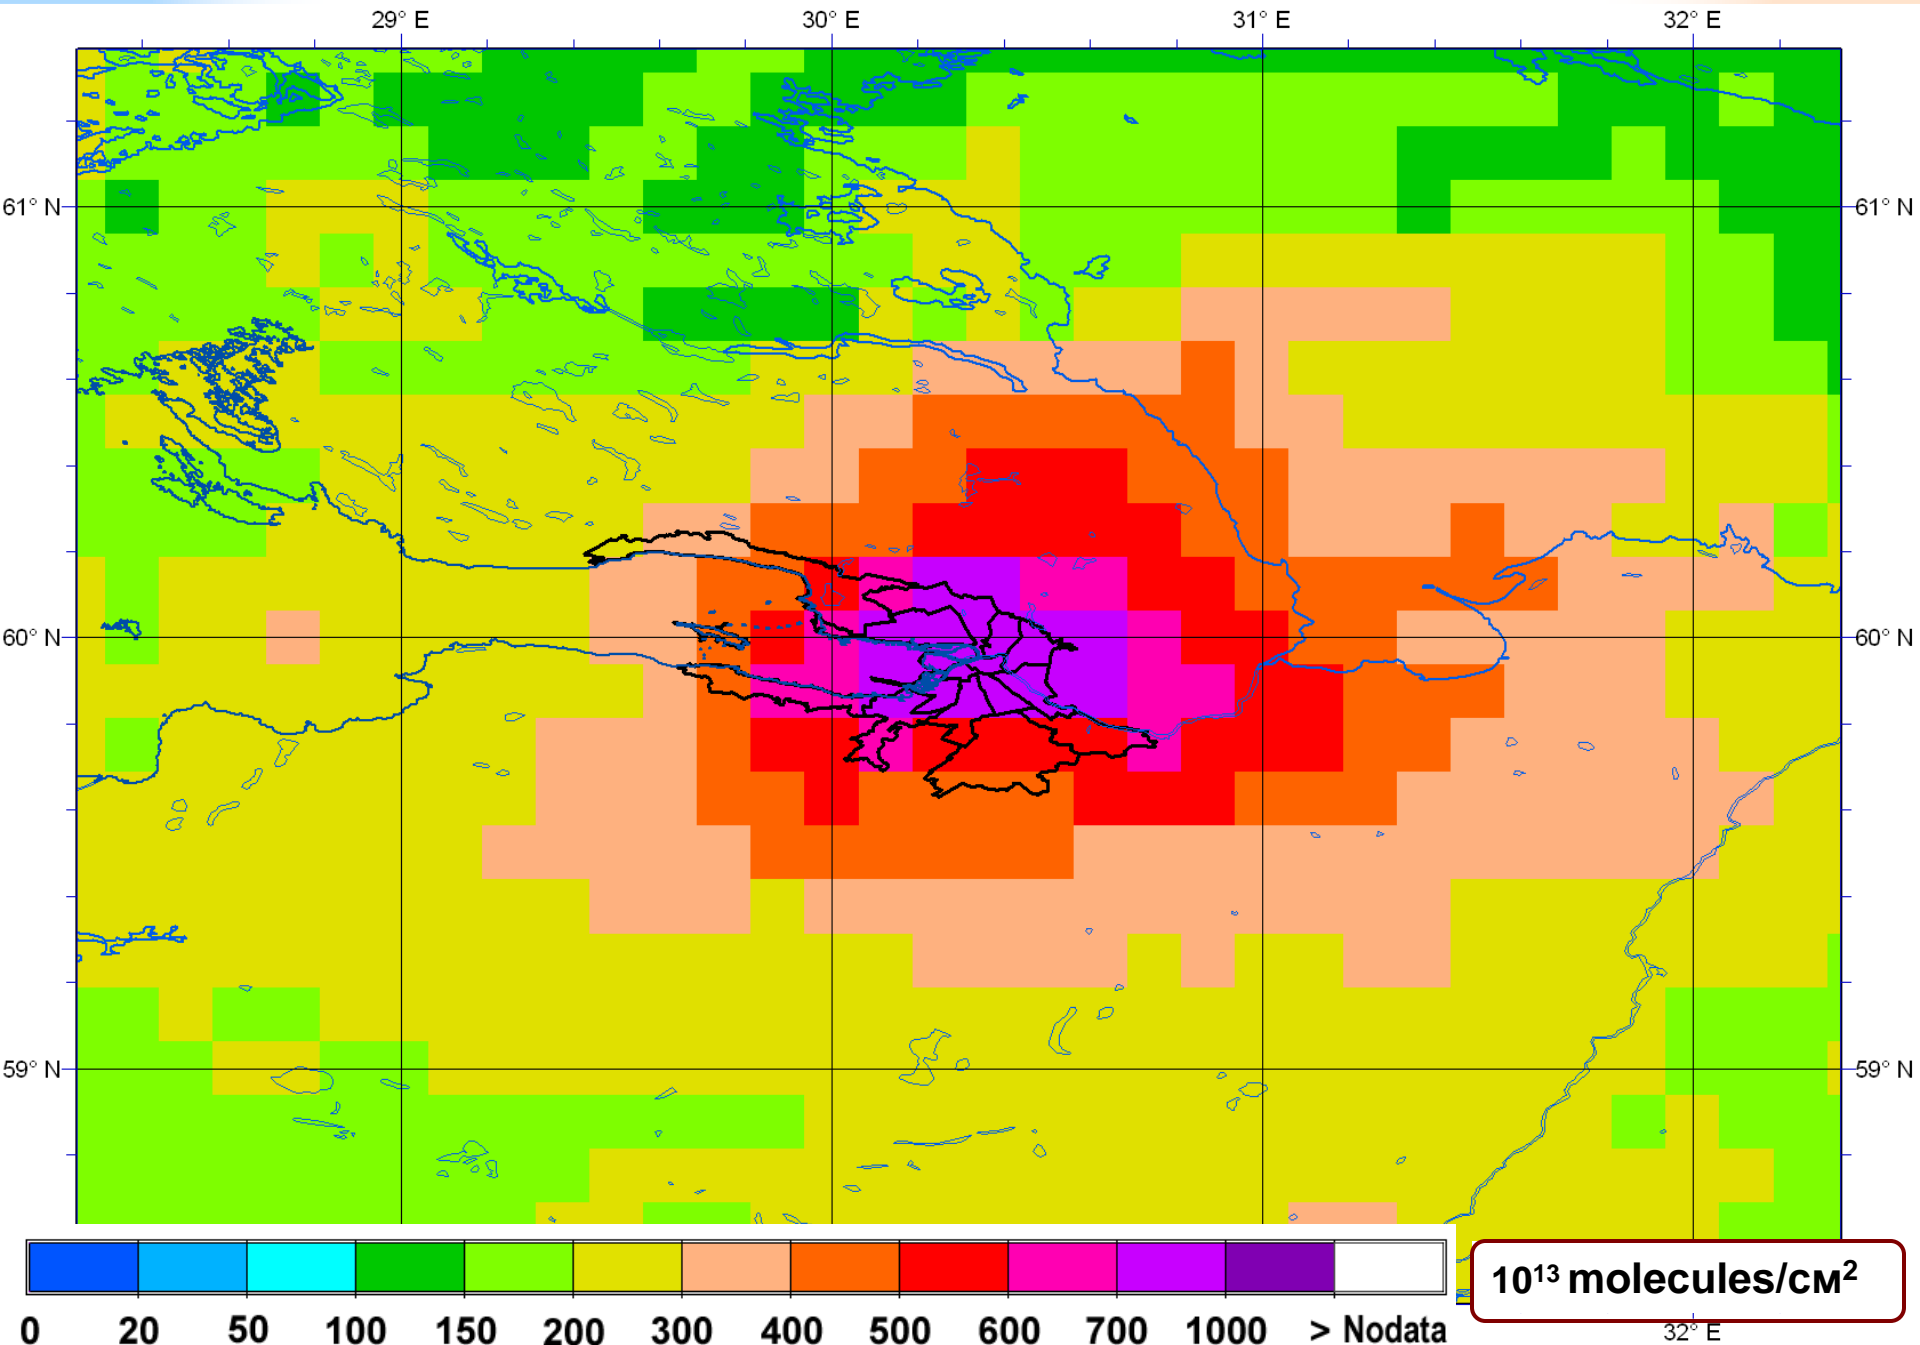 29° E 30° E 31° E 32° E
61° N 61° N
60° N 60° N
59° N 59° N
10¹³ molecules/см²
0 20 50 100 150 200 300 400 500 600 700 1000 > Nodata
32° E